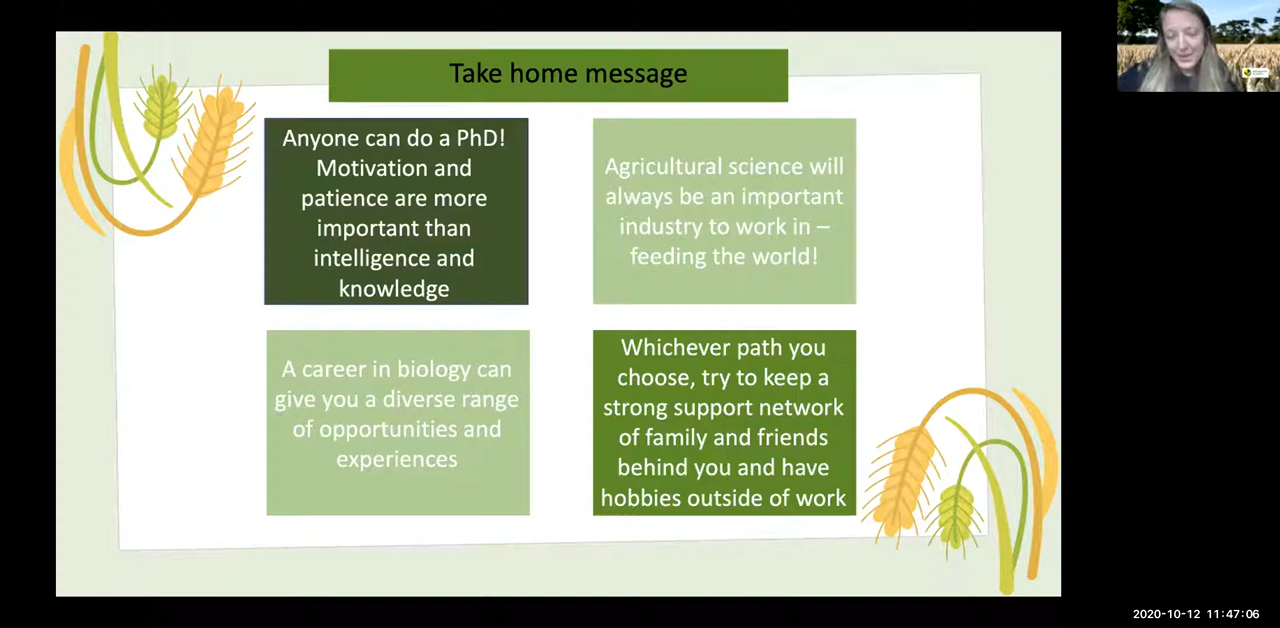 Take home message
Anyone can do a PhD!
Motivation and
patience are more
important than
intelligence and
knowledge
Agricultural science will
always be an important
industry to work in –
feeding the world!
A career in biology can
give you a diverse range
of opportunities and
experiences
Whichever path you
choose, try to keep a
strong support network
of family and friends
behind you and have
hobbies outside of work
2020-10-12 11:47:06